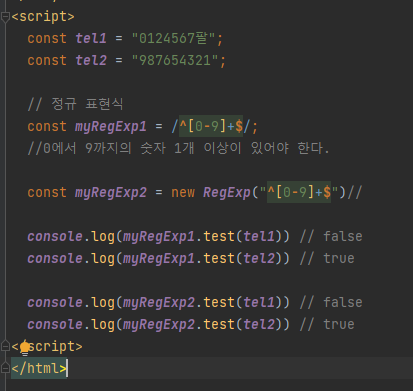 <script>
const tel1 = "0124567팔";
const tel2 = "987654321";
// 정규 표현식
const myRegExp1 = /^[0-9]+$/;
//0에서 9까지의 숫자 1개 이상이 있어야 한다.
const myRegExp2 = new RegExp("^[0-9]+$")//
console.log(myRegExp1.test(tel1)) // false
console.log(myRegExp1.test(tel2)) // true
console.log(myRegExp2.test(tel1)) // false
console.log(myRegExp2.test(tel2)) // true
</script>
</html>